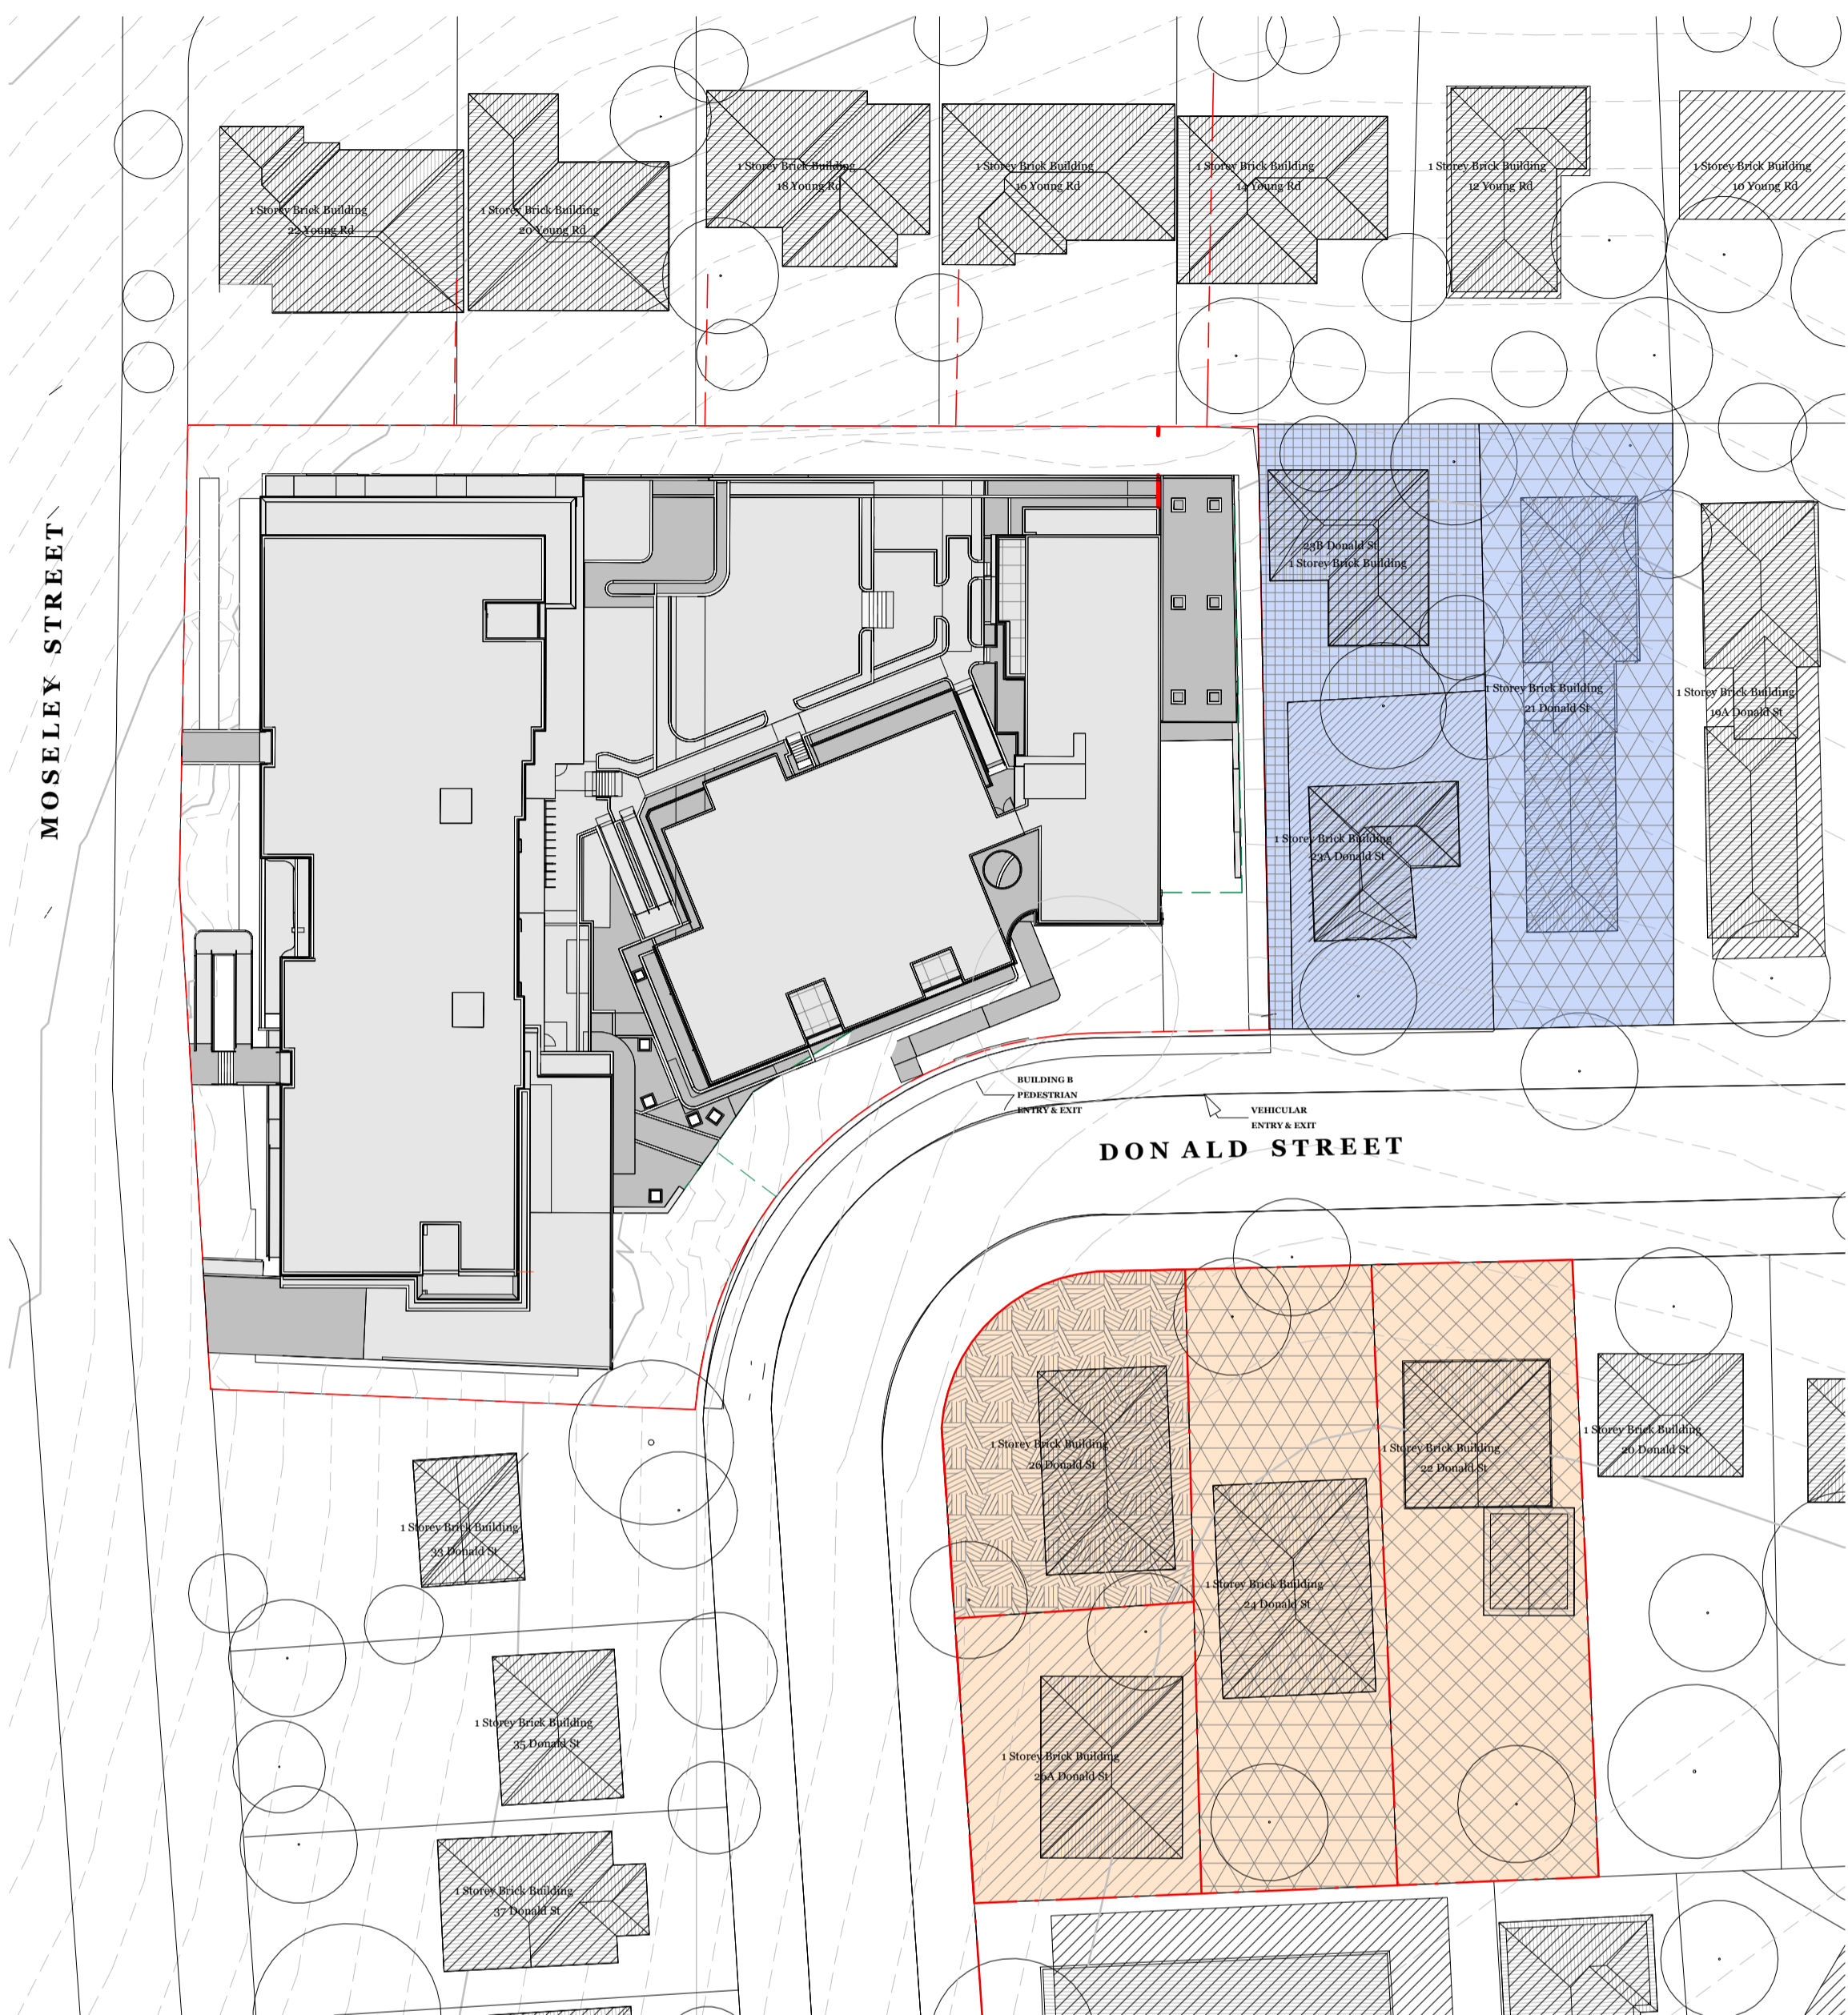 1 Storey Brick Building
22 Young Rd
1 Storey Brick Building
20 Young Rd
1 Storey Brick Building
18 Young Rd
1 Storey Brick Building
16 Young Rd
1 Storey Brick Building
14 Young Rd
1 Storey Brick Building
12 Young Rd
1 Storey Brick Building
10 Young Rd
MOSELEY STREET
23B Donald St
1 Storey Brick Building
1 Storey Brick Building
21 Donald St
1 Storey Brick Building
19A Donald St
1 Storey Brick Building
23A Donald St
BUILDING B
PEDESTRIAN
ENTRY & EXIT
VEHICULAR
ENTRY & EXIT
DONALD STREET
1 Storey Brick Building
26 Donald St
1 Storey Brick Building
22 Donald St
1 Storey Brick Building
20 Donald St
1 Storey Brick Building
33 Donald St
1 Storey Brick Building
24 Donald St
1 Storey Brick Building
35 Donald St
1 Storey Brick Building
26A Donald St
1 Storey Brick Building
37 Donald St